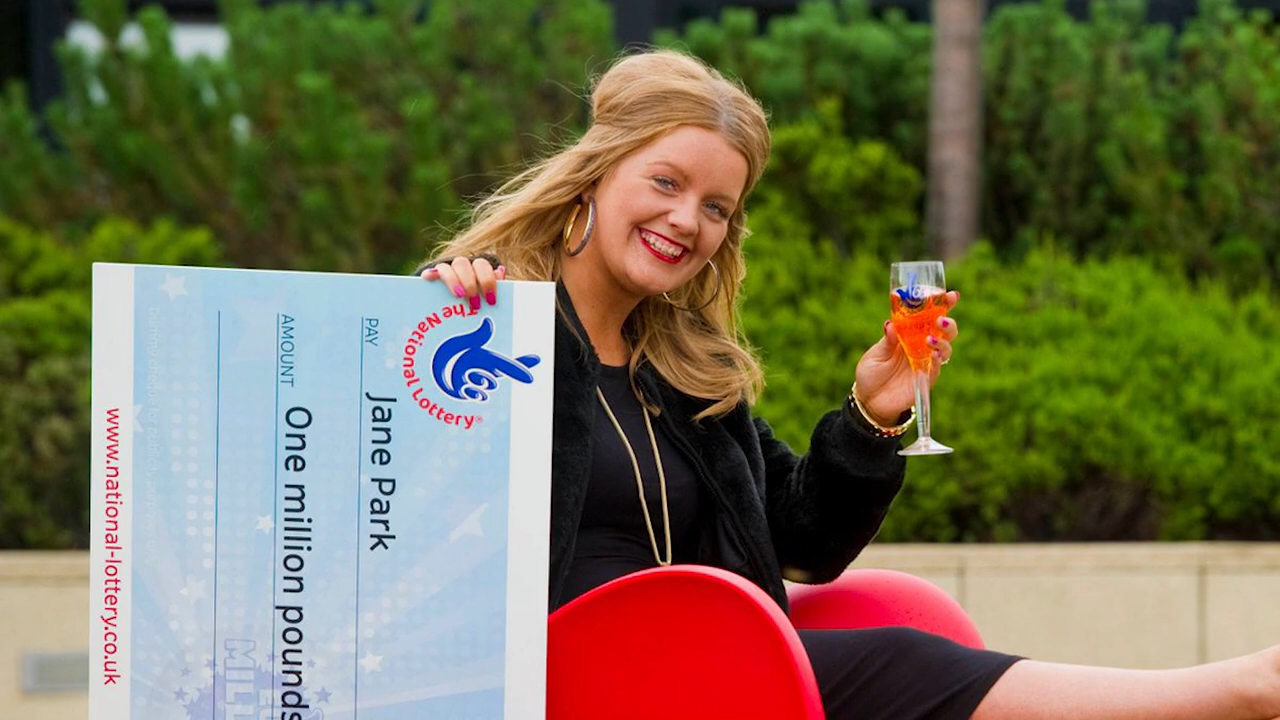 The National Lottery®
PAY Jane Park
AMOUNT One million pounds
www.national-lottery.co.uk